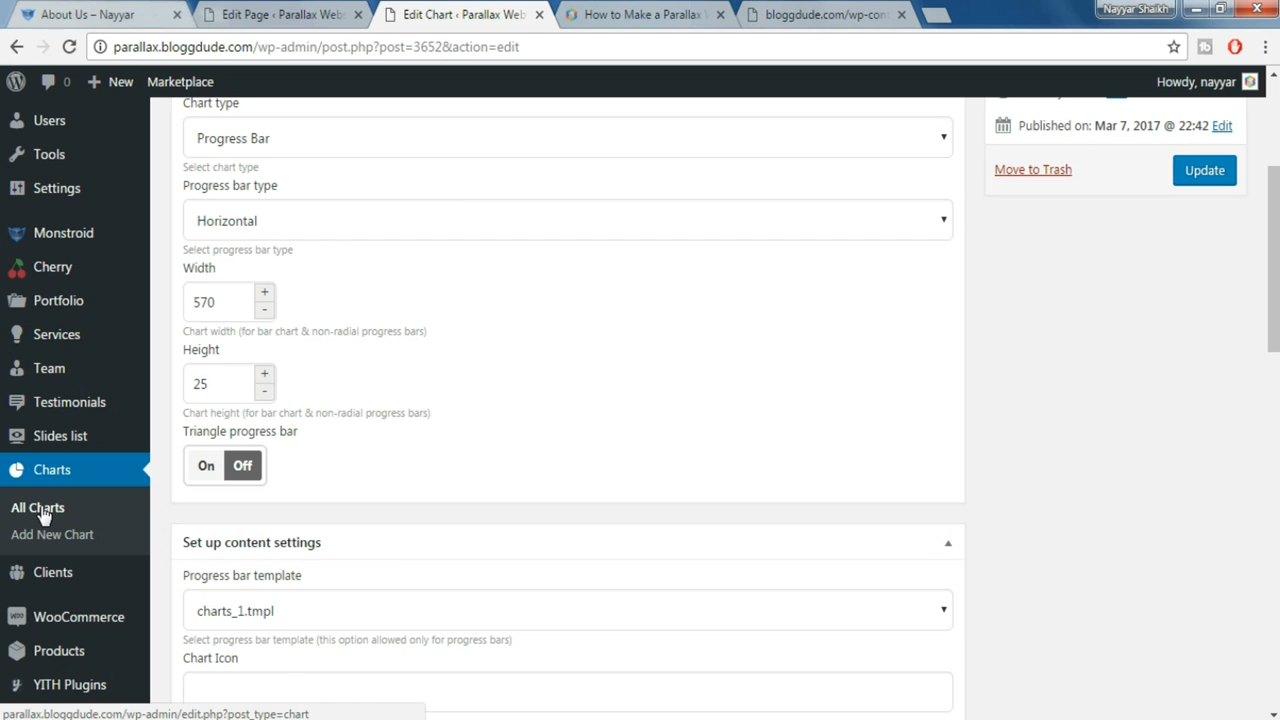 About Us – Nayyar
Edit Page ‹ Parallax Webs
Edit Chart ‹ Parallax Web
How to Make a Parallax W
bloggdude.com/wp-con
Nayyar Shaikh
parallax.bloggdude.com/wp-admin/post.php?post=3652&action=edit
0
New
Marketplace
Howdy, nayyar
Users
Tools
Settings
Monstroid
Cherry
Portfolio
Services
Team
Testimonials
Slides list
Charts
All Charts
Add New Chart
Clients
WooCommerce
Products
YITH Plugins
Chart type
Progress Bar
Select chart type
Progress bar type
Horizontal
Select progress bar type
Width
570
+
-
Chart width (for bar chart & non-radial progress bars)
Height
25
+
-
Chart height (for bar chart & non-radial progress bars)
Triangle progress bar
On Off
Set up content settings
Progress bar template
charts_1.tmpl
Select progress bar template (this option allowed only for progress bars)
Chart Icon
Published on: Mar 7, 2017 @ 22:42 Edit
Move to Trash
Update
parallax.bloggdude.com/wp-admin/edit.php?post_type=chart